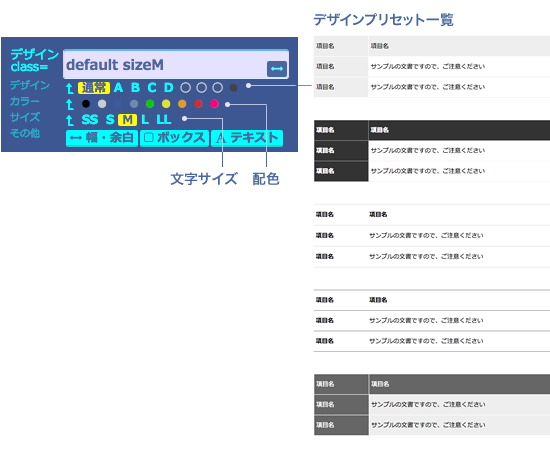 デザインプリセット一覧
デザイン
class=
default sizeM
デザイン 通常 A B C D
カラー
サイズ SS S M L LL
その他 幅・余白 ボックス A テキスト
文字サイズ 配色
項目名 項目名
項目名 サンプルの文書ですので、ご注意ください
項目名 サンプルの文書ですので、ご注意ください
項目名 項目名
項目名 サンプルの文書ですので、ご注意ください
項目名 サンプルの文書ですので、ご注意ください
項目名 項目名
項目名 サンプルの文書ですので、ご注意ください
項目名 サンプルの文書ですので、ご注意ください
項目名 項目名
項目名 サンプルの文書ですので、ご注意ください
項目名 サンプルの文書ですので、ご注意ください
項目名 項目名
項目名 サンプルの文書ですので、ご注意ください
項目名 サンプルの文書ですので、ご注意ください